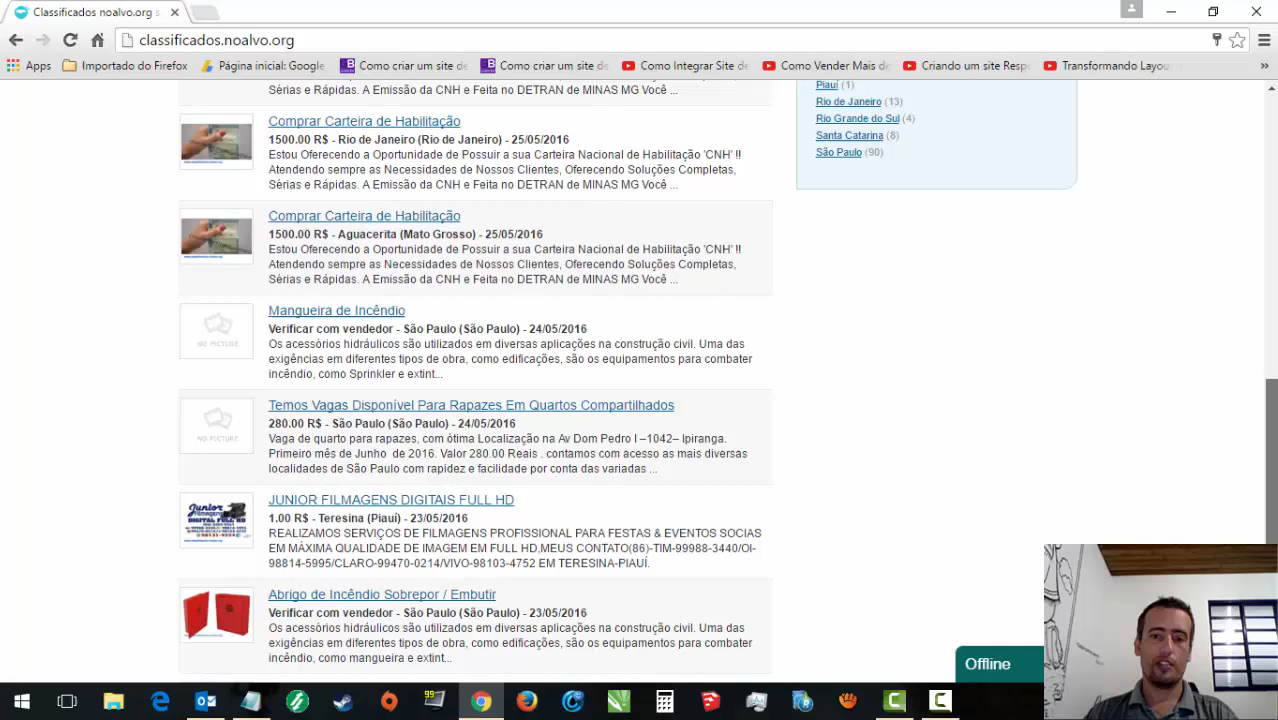 Classificados noalvo.org s
classificados.noalvo.org
Apps Importado do Firefox Página inicial: Google Como criar um site de Como criar um site de Como Integrar Site de Como Vender Mais de Criando um site Resp Transformando Layou »
Sérias e Rápidas. A Emissão da CNH e Feita no DETRAN de MINAS MG Você ...
Comprar Carteira de Habilitação
1500.00 R$ - Rio de Janeiro (Rio de Janeiro) - 25/05/2016
Estou Oferecendo a Oportunidade de Possuir a sua Carteira Nacional de Habilitação 'CNH' !!
Atendendo sempre as Necessidades de Nossos Clientes, Oferecendo Soluções Completas,
Sérias e Rápidas. A Emissão da CNH e Feita no DETRAN de MINAS MG Você ...
Comprar Carteira de Habilitação
1500.00 R$ - Aguacerita (Mato Grosso) - 25/05/2016
Estou Oferecendo a Oportunidade de Possuir a sua Carteira Nacional de Habilitação 'CNH' !!
Atendendo sempre as Necessidades de Nossos Clientes, Oferecendo Soluções Completas,
Sérias e Rápidas. A Emissão da CNH e Feita no DETRAN de MINAS MG Você ...
NO PICTURE
Mangueira de Incêndio
Verificar com vendedor - São Paulo (São Paulo) - 24/05/2016
Os acessórios hidráulicos são utilizados em diversas aplicações na construção civil. Uma das
exigências em diferentes tipos de obra, como edificações, são os equipamentos para combater
incêndio, como Sprinkler e extint...
NO PICTURE
Temos Vagas Disponível Para Rapazes Em Quartos Compartilhados
280.00 R$ - São Paulo (São Paulo) - 24/05/2016
Vaga de quarto para rapazes, com ótima Localização na Av Dom Pedro I –1042– Ipiranga.
Primeiro mês de Junho de 2016. Valor 280.00 Reais . contamos com acesso as mais diversas
localidades de São Paulo com rapidez e facilidade por conta das variadas ...
Junior
Filmagens
DIGITAL FULL HD
JUNIOR FILMAGENS DIGITAIS FULL HD
1.00 R$ - Teresina (Piauí) - 23/05/2016
REALIZAMOS SERVIÇOS DE FILMAGENS PROFISSIONAL PARA FESTAS & EVENTOS SOCIAS
EM MÁXIMA QUALIDADE DE IMAGEM EM FULL HD,MEUS CONTATO(86)-TIM-99988-3440/OI-
98814-5995/CLARO-99470-0214/VIVO-98103-4752 EM TERESINA-PIAUÍ.
Abrigo de Incêndio Sobrepor / Embutir
Verificar com vendedor - São Paulo (São Paulo) - 23/05/2016
Os acessórios hidráulicos são utilizados em diversas aplicações na construção civil. Uma das
exigências em diferentes tipos de obra, como edificações, são os equipamentos para combater
incêndio, como mangueira e extint...
Piauí (1)
Rio de Janeiro (13)
Rio Grande do Sul (4)
Santa Catarina (8)
São Paulo (90)
Offline
99